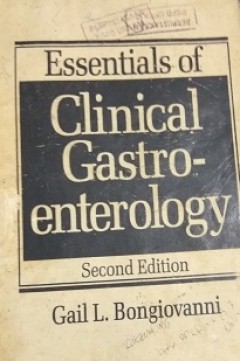 Essentials of
Clinical
Gastro-
enterology
Second Edition
Gail L. Bongiovanni